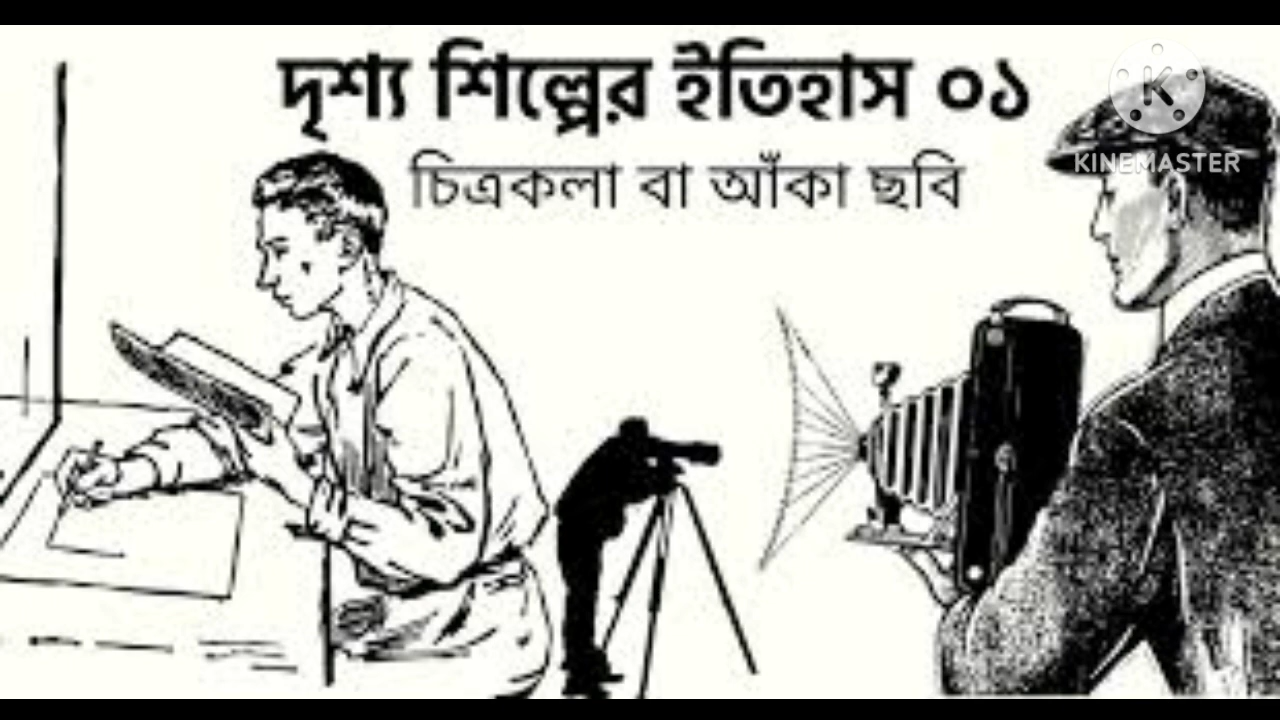 দৃশ্য শিল্পের ইতিহাস ০১
চিত্রকলা বা আঁকা ছবি
K
KINEMASTER